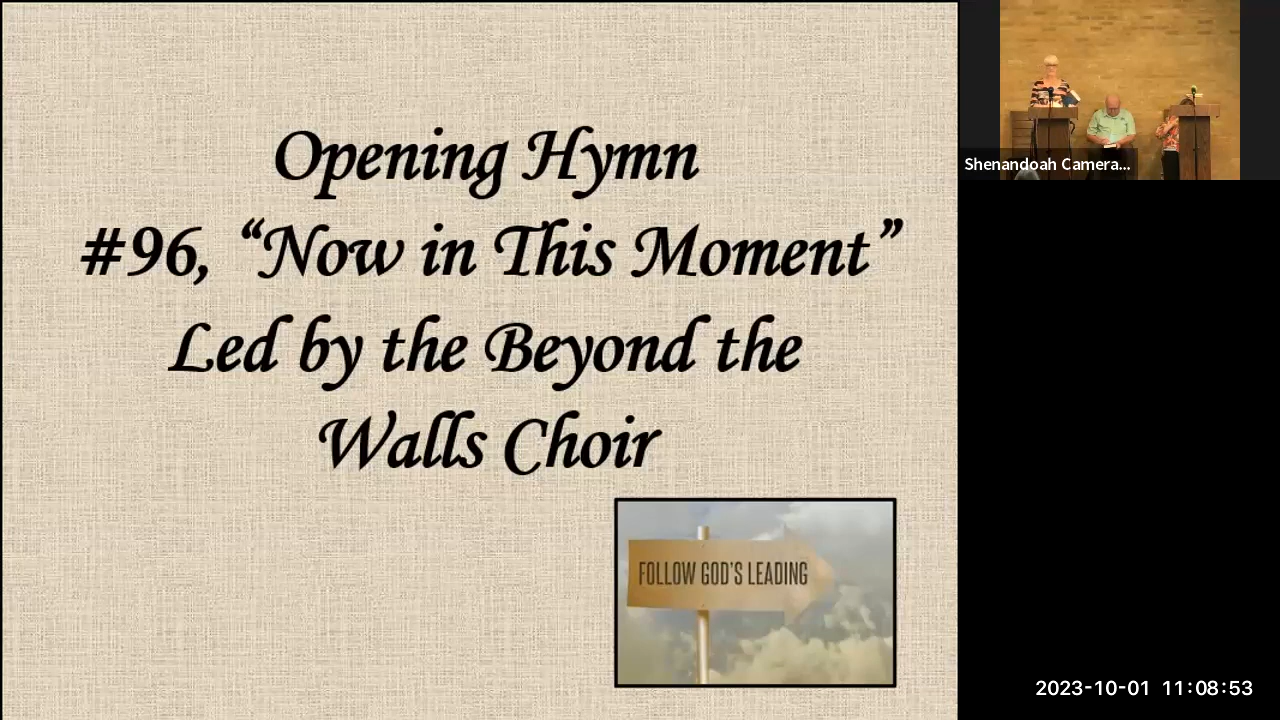 Opening Hymn
#96, “Now in This Moment”
Led by the Beyond the
Walls Choir
FOLLOW GOD'S LEADING
Shenandoah Camera...
2023-10-01 11:08:53